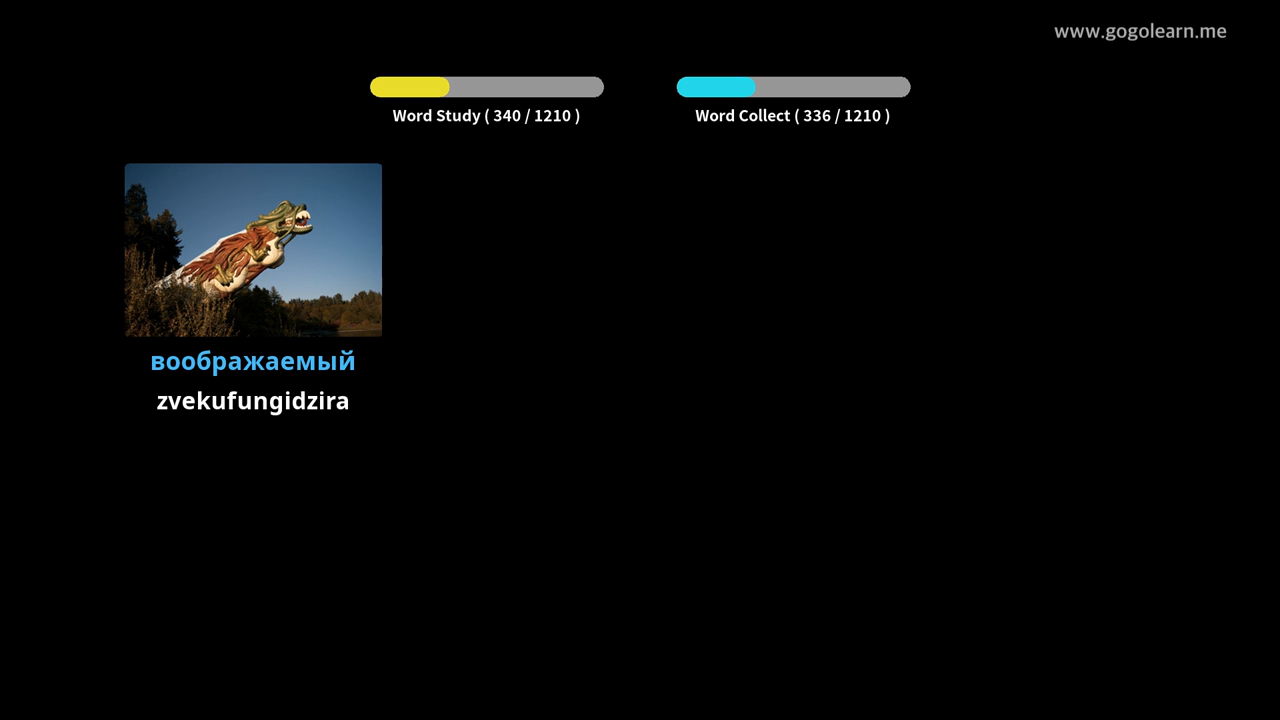 www.gogolearn.me
Word Study ( 340 / 1210 )
Word Collect ( 336 / 1210 )
воображаемый
zvekufungidzira